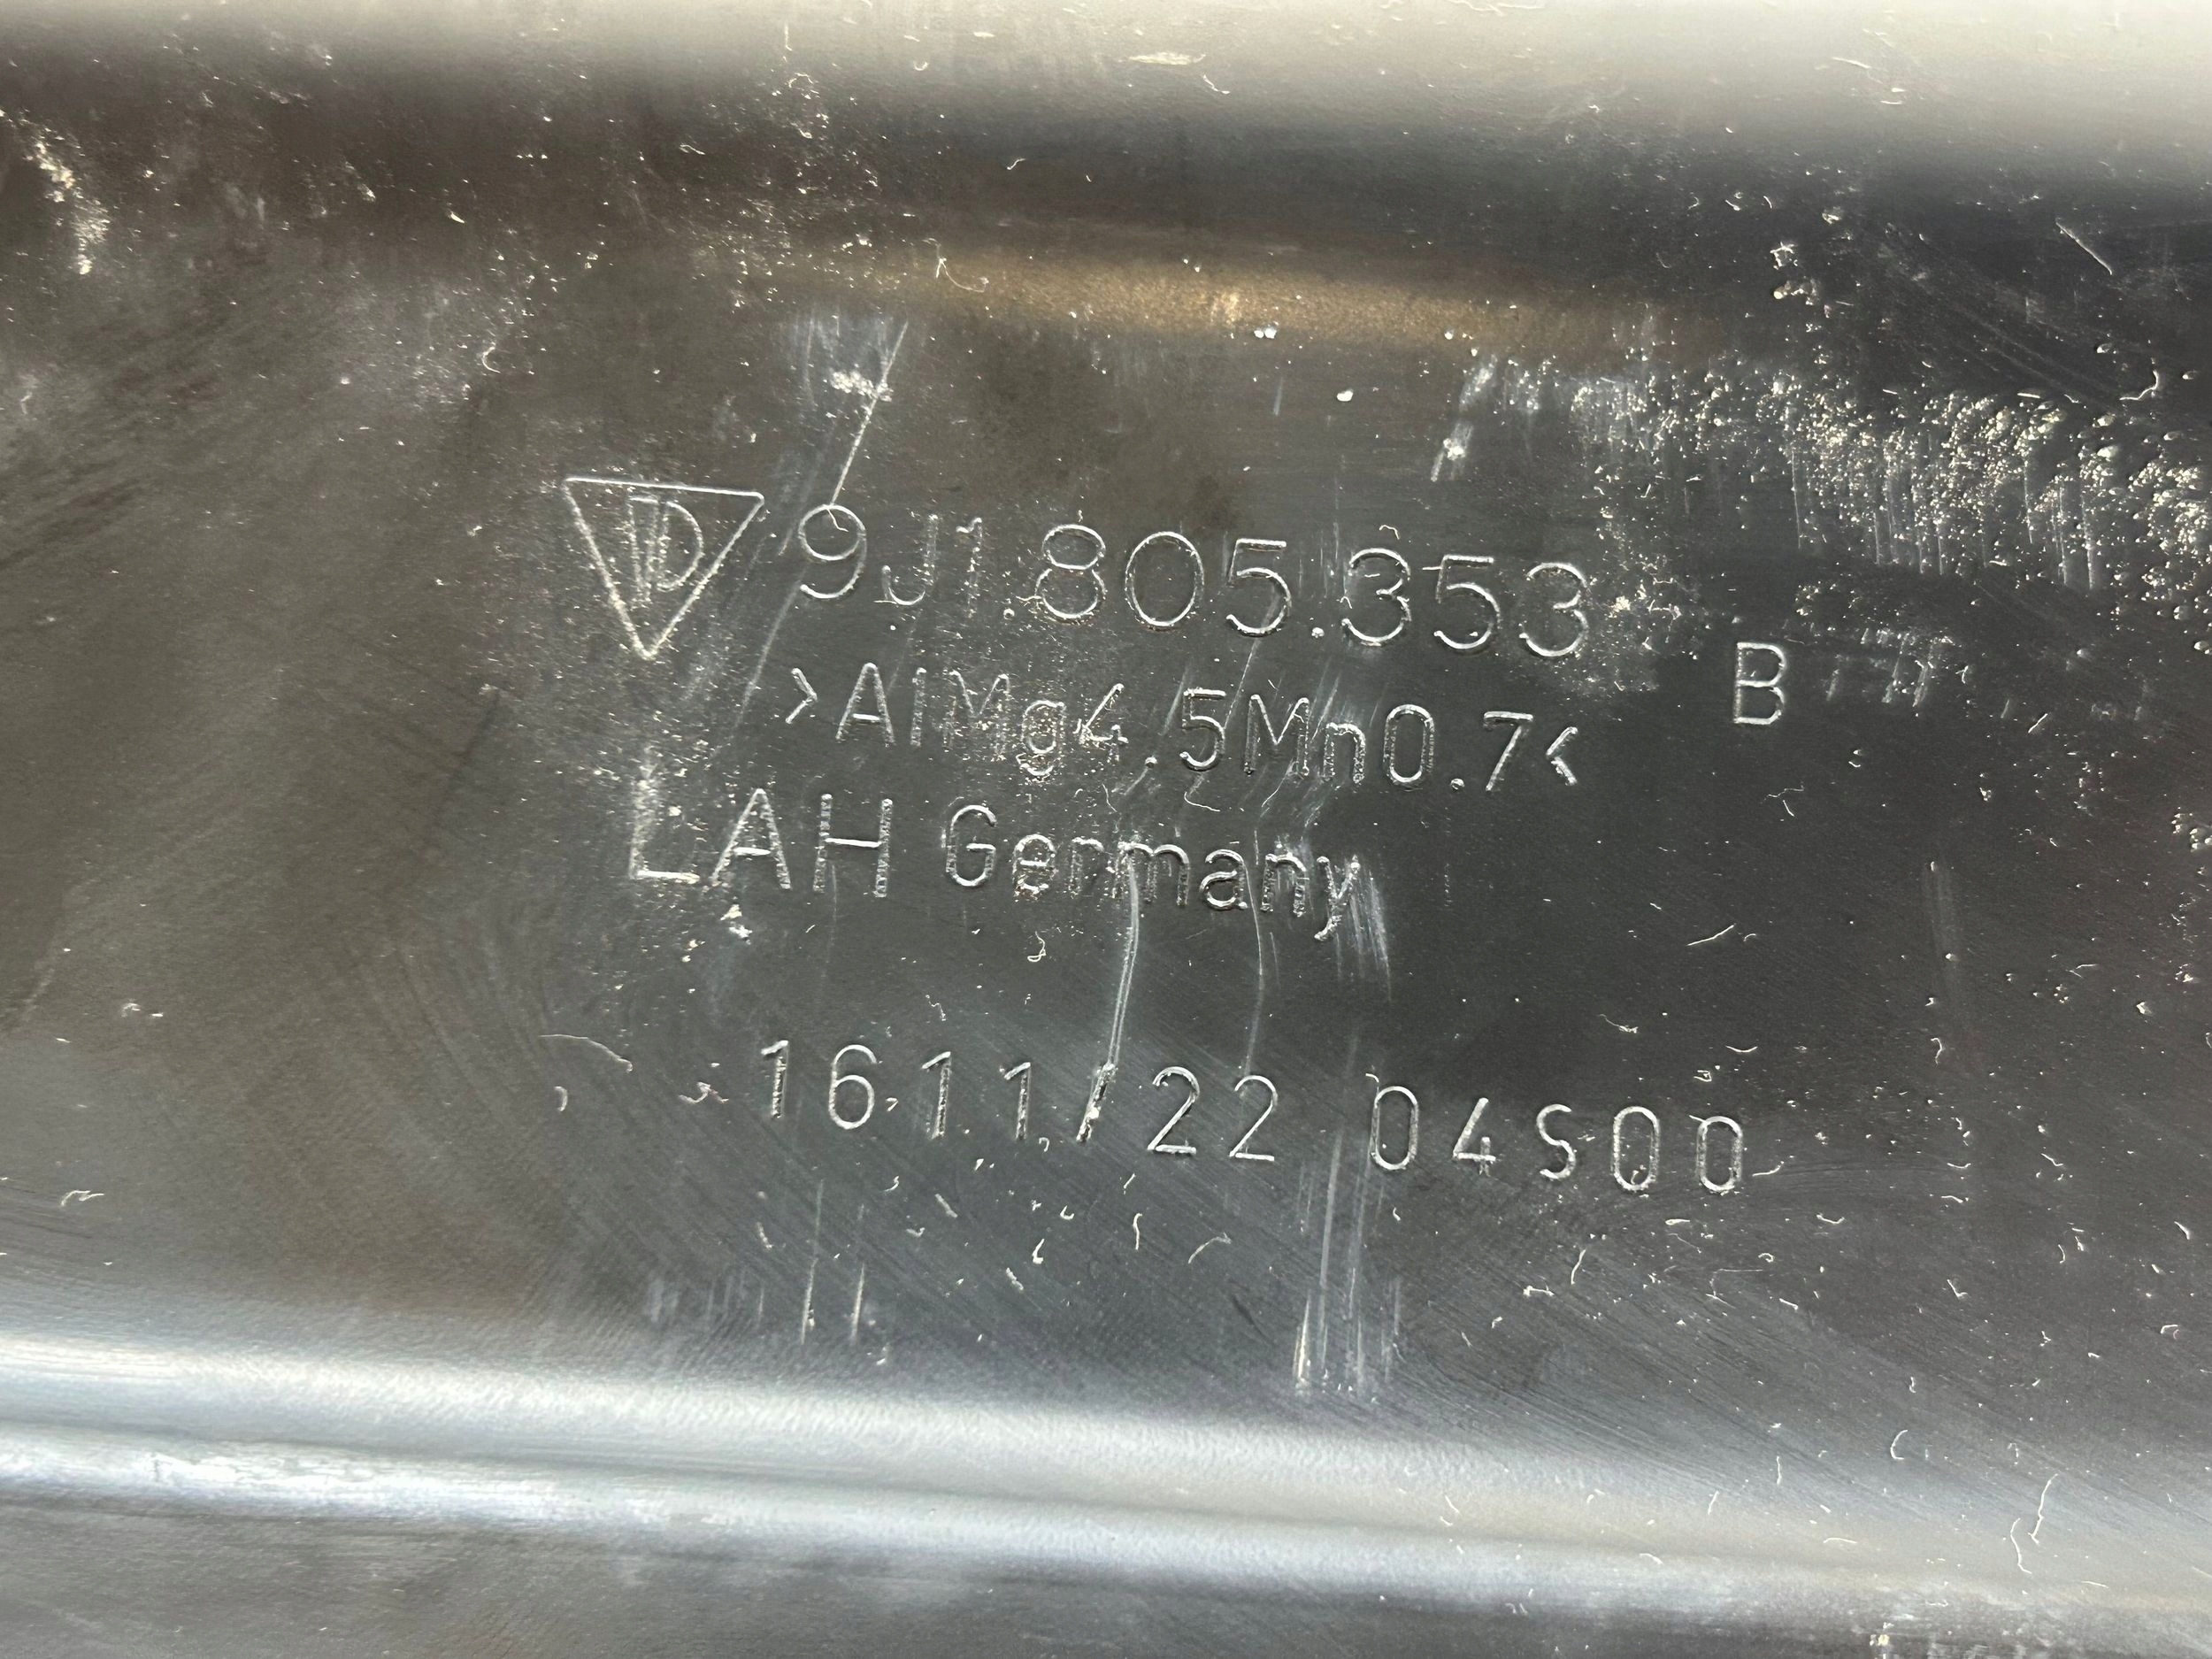 9J1.805.353 B
>AlMg4.5Mn0.7<
LAH Germany
1611/22 04S00